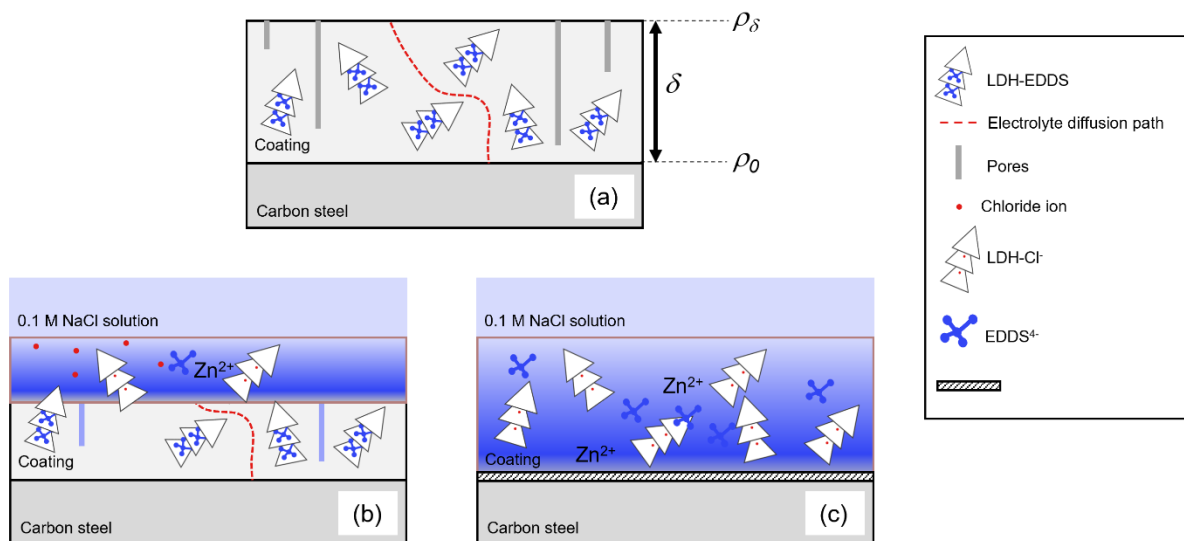 ρδ
δ
Coating
ρ0
Carbon steel
(a)
0.1 M NaCl solution
Zn2+
Coating
Carbon steel
(b)
0.1 M NaCl solution
Zn2+
Coating
Zn2+
Carbon steel
(c)
LDH-EDDS
Electrolyte diffusion path
Pores
Chloride ion
LDH-Cl-
EDDS4-